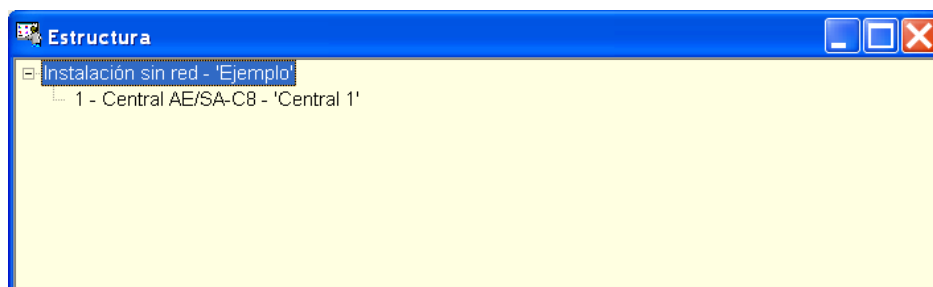 Estructura
Instalación sin red - 'Ejemplo'
1 - Central AE/SA-C8 - 'Central 1'